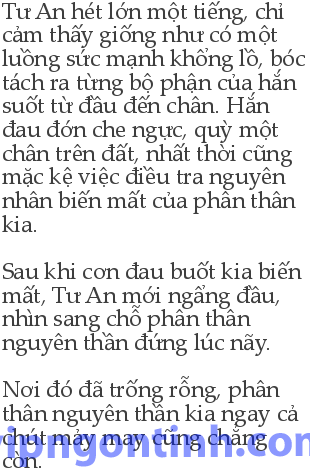 Tư An hét lớn một tiếng, chỉ
cảm thấy giống như có một
luồng sức mạnh khổng lồ, bóc
tách ra từng bộ phận của hắn
suốt từ đầu đến chân. Hắn
đau đớn che ngực, quỳ một
chân trên đất, nhất thời cũng
mặc kệ việc điều tra nguyên
nhân biến mất của phân thân
kia.
Sau khi cơn đau buốt kia biến
mất, Tư An mới ngẩng đầu,
nhìn sang chỗ phân thân
nguyên thần đứng lúc nãy.
Nơi đó đã trống rỗng, phân
thân nguyên thần kia ngay cả
chút mảy may cũng chẳng
còn.
ipngontinh.com